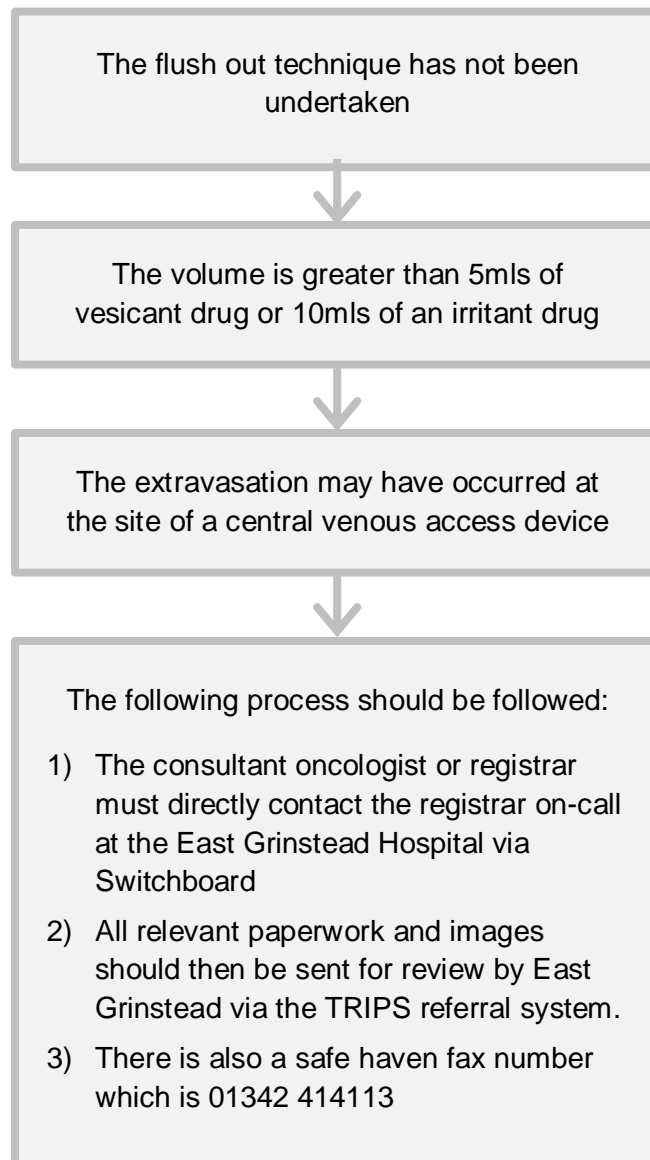 The flush out technique has not been
undertaken
The volume is greater than 5mls of
vesicant drug or 10mls of an irritant drug
The extravasation may have occurred at
the site of a central venous access device
The following process should be followed:
1) The consultant oncologist or registrar
must directly contact the registrar on-call
at the East Grinstead Hospital via
Switchboard
2) All relevant paperwork and images
should then be sent for review by East
Grinstead via the TRIPS referral system.
3) There is also a safe haven fax number
which is 01342 414113